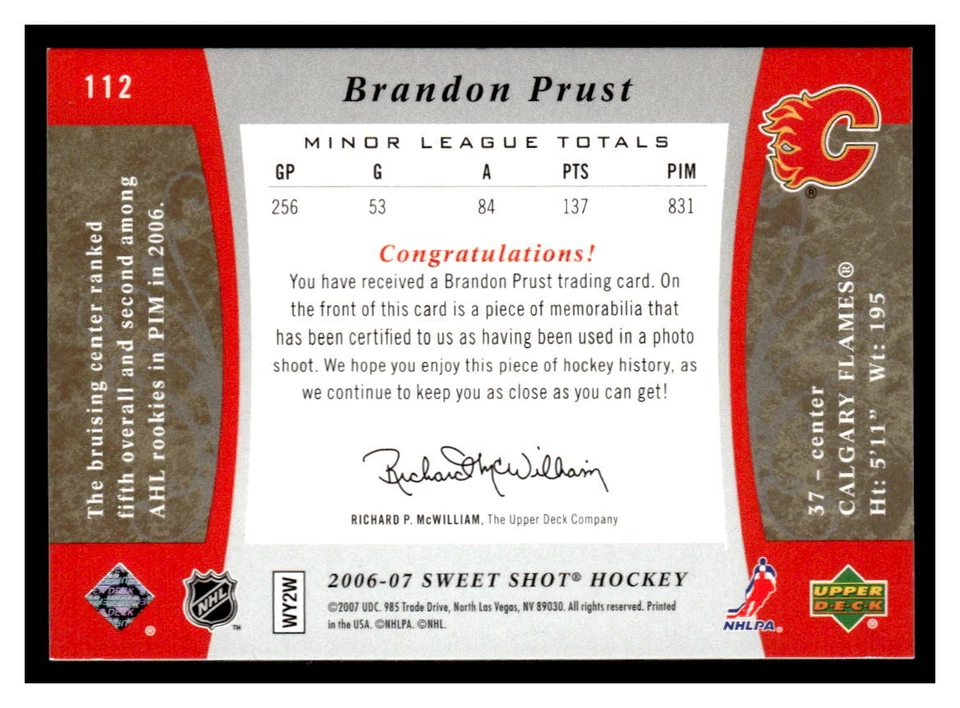 112
Brandon Prust
MINOR LEAGUE TOTALS
GP G A PTS PIM
256 53 84 137 831
Congratulations!
You have received a Brandon Prust trading card. On
the front of this card is a piece of memorabilia that
has been certified to us as having been used in a photo
shoot. We hope you enjoy this piece of hockey history, as
we continue to keep you as close as you can get!
Richard McWilliam
RICHARD P. McWILLIAM, The Upper Deck Company
The bruising center ranked
fifth overall and second among
AHL rookies in PIM in 2006.
C
®
37 – center
CALGARY FLAMES®
Ht: 5'11" Wt: 195
®
NHL
™
WY2W
2006-07 SWEET SHOT® HOCKEY
©2007 UDC. 985 Trade Drive, North Las Vegas, NV 89030. All rights reserved. Printed
in the USA. ©NHLPA. ©NHL.
NHLPA®
UPPER
DECK
®